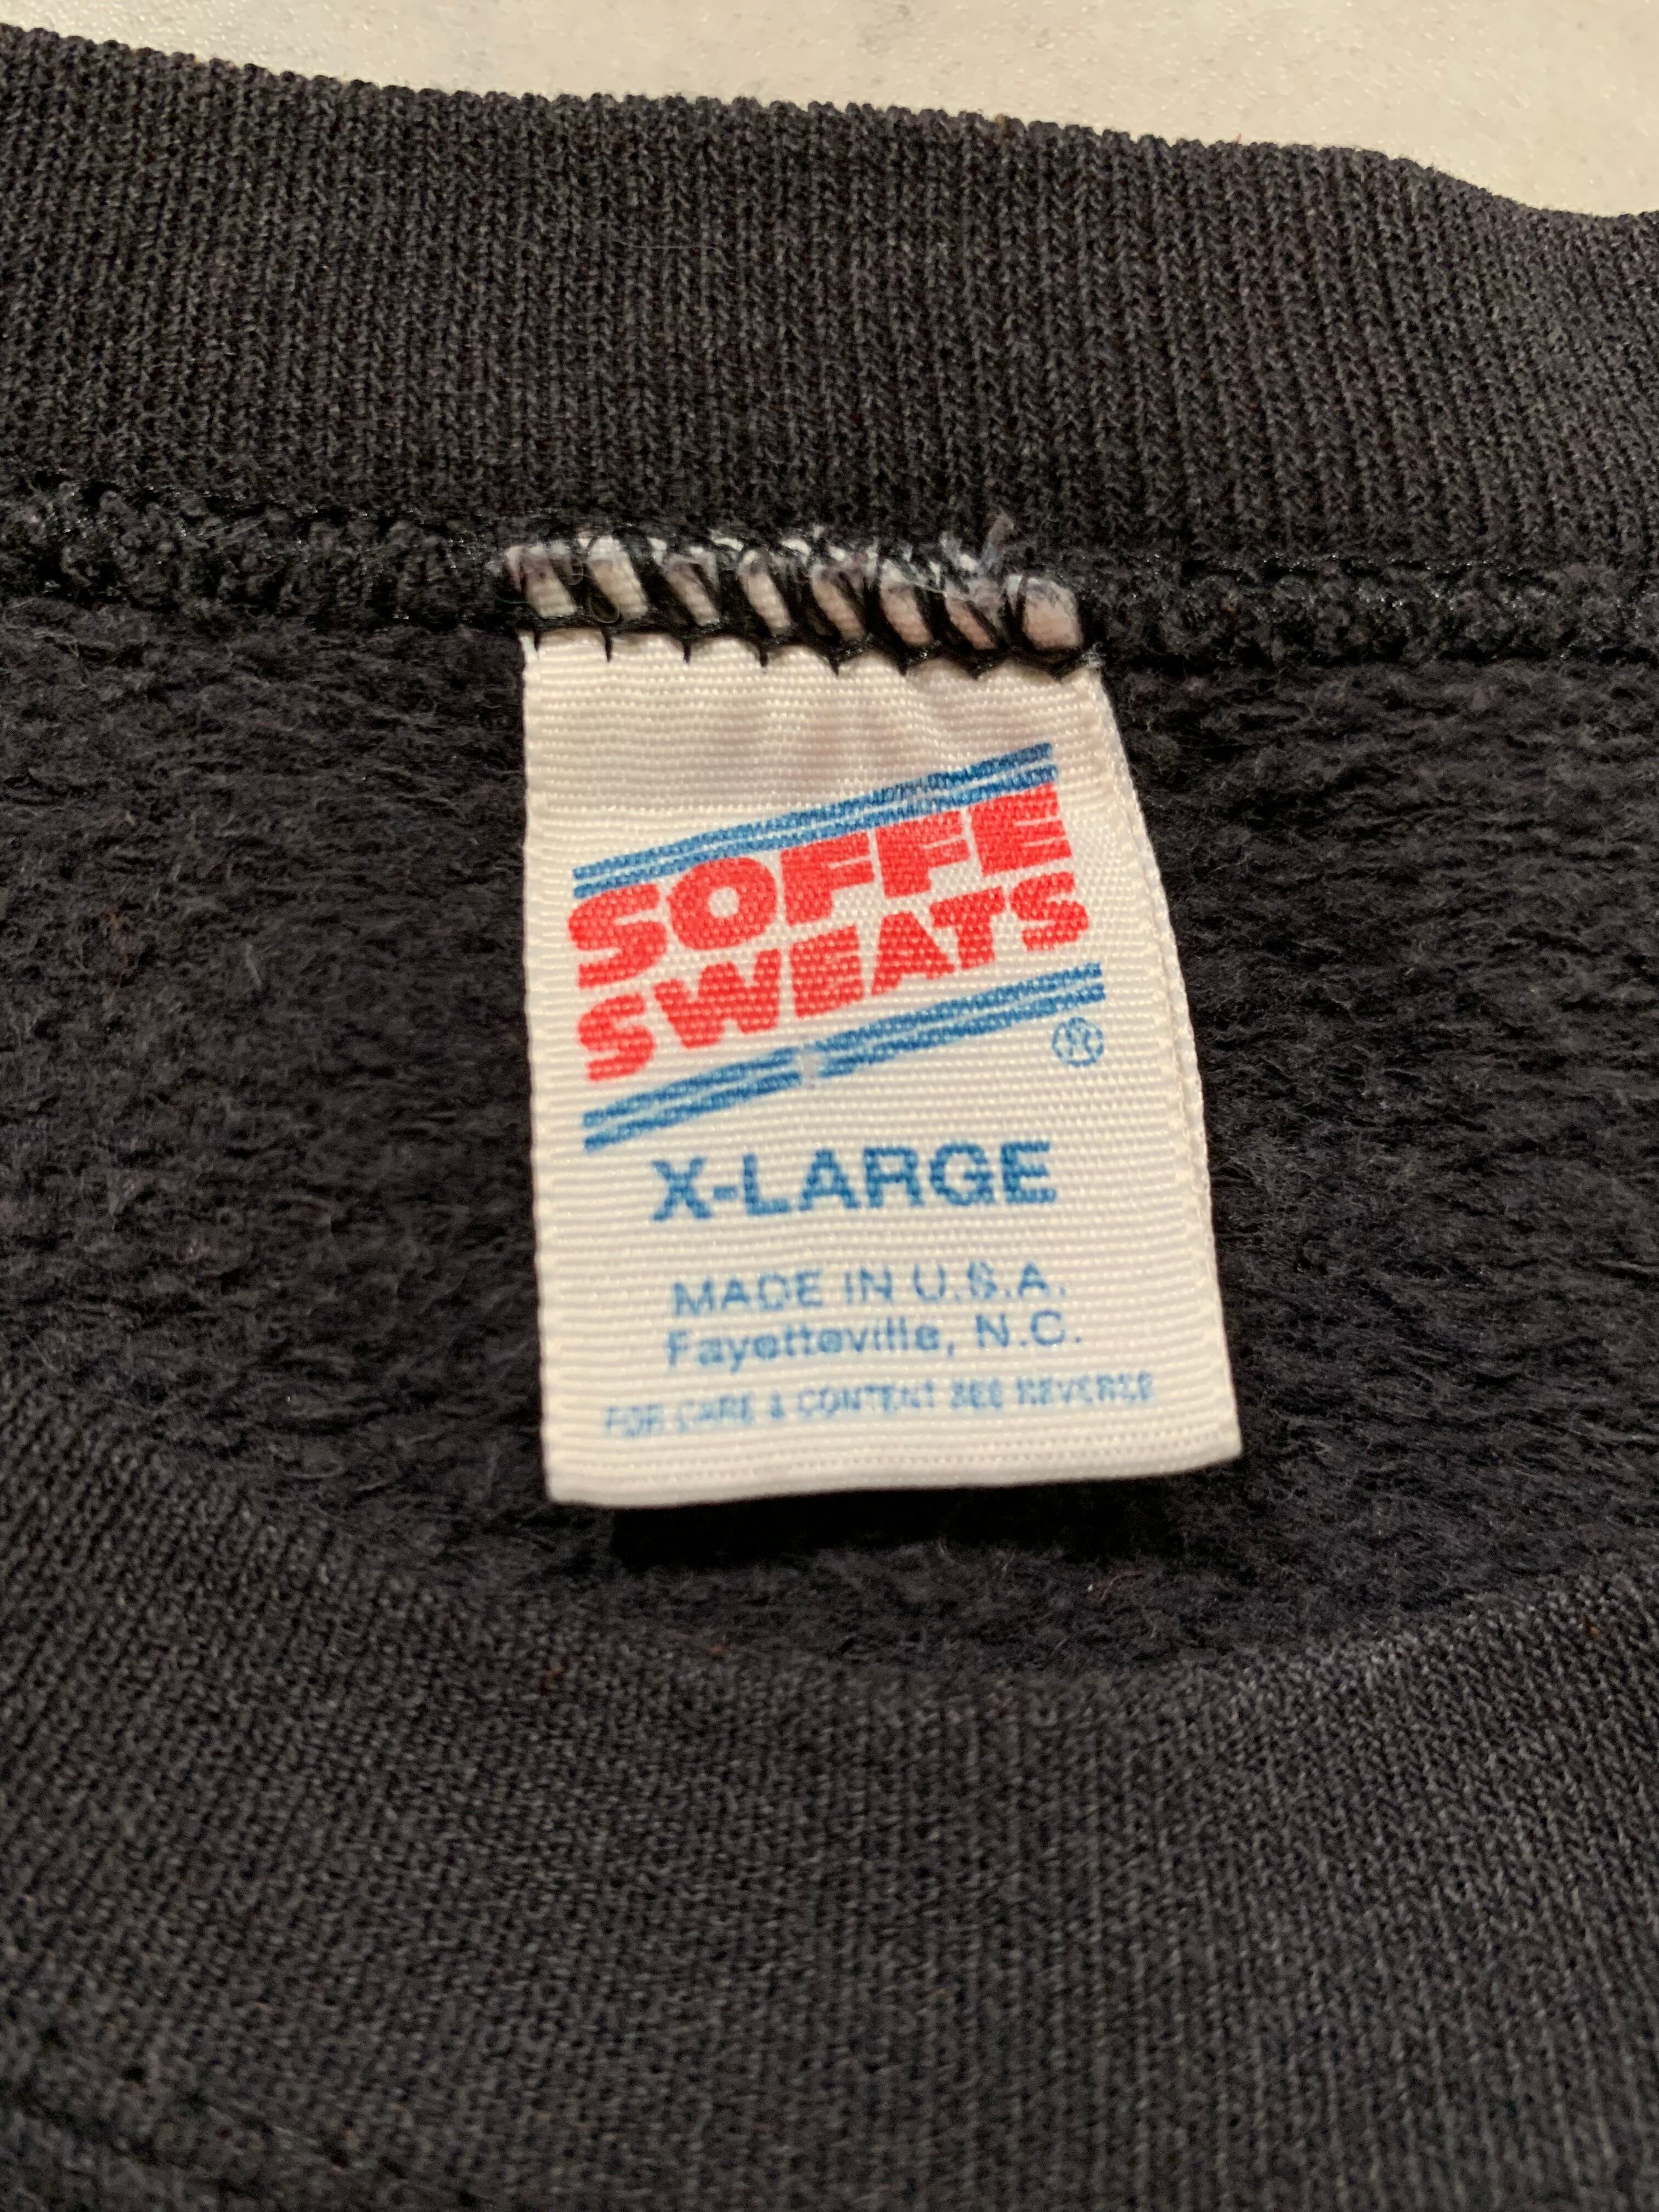 SOFFE
SWEATS
®
X-LARGE
MADE IN U.S.A.
Fayetteville, N.C.
FOR CARE & CONTENT SEE REVERSE